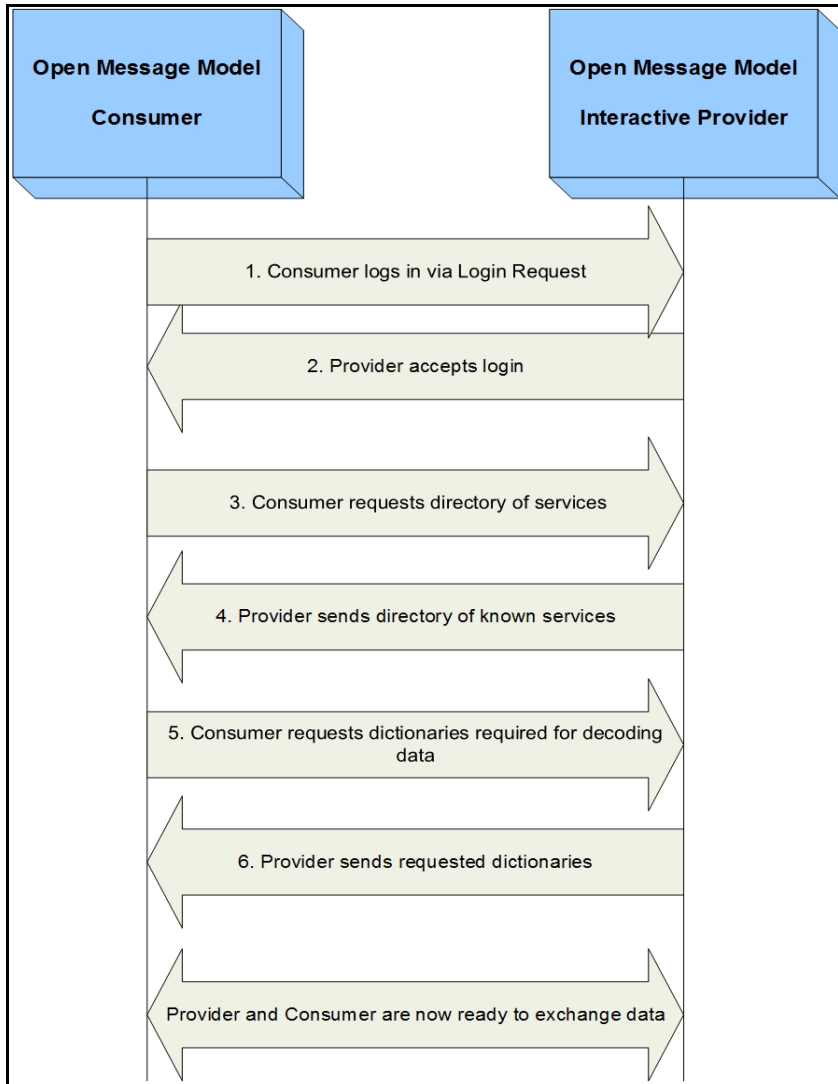 Open Message Model
Consumer
Open Message Model
Interactive Provider
1. Consumer logs in via Login Request
2. Provider accepts login
3. Consumer requests directory of services
4. Provider sends directory of known services
5. Consumer requests dictionaries required for decoding
data
6. Provider sends requested dictionaries
Provider and Consumer are now ready to exchange data